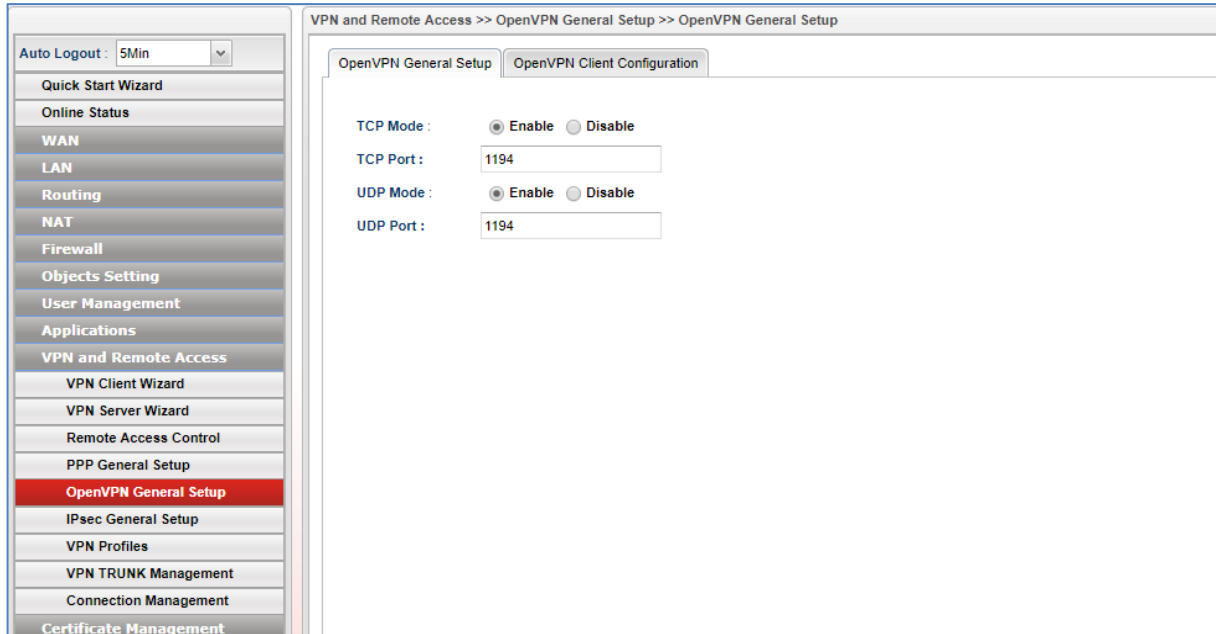 VPN and Remote Access >> OpenVPN General Setup >> OpenVPN General Setup
Auto Logout : 5Min
Quick Start Wizard
Online Status
WAN
LAN
Routing
NAT
Firewall
Objects Setting
User Management
Applications
VPN and Remote Access
VPN Client Wizard
VPN Server Wizard
Remote Access Control
PPP General Setup
OpenVPN General Setup
IPsec General Setup
VPN Profiles
VPN TRUNK Management
Connection Management
Certificate Management
OpenVPN General Setup OpenVPN Client Configuration
TCP Mode : Enable Disable
TCP Port : 1194
UDP Mode : Enable Disable
UDP Port : 1194